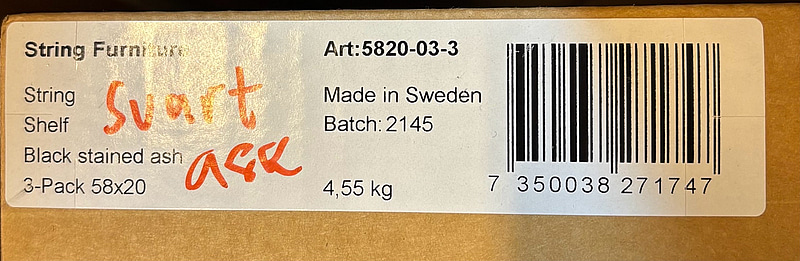 String Furniture
String
Shelf
Black stained ash
3-Pack 58x20
svart
ask
Art:5820-03-3
Made in Sweden
Batch: 2145
4,55 kg
7 350038 271747